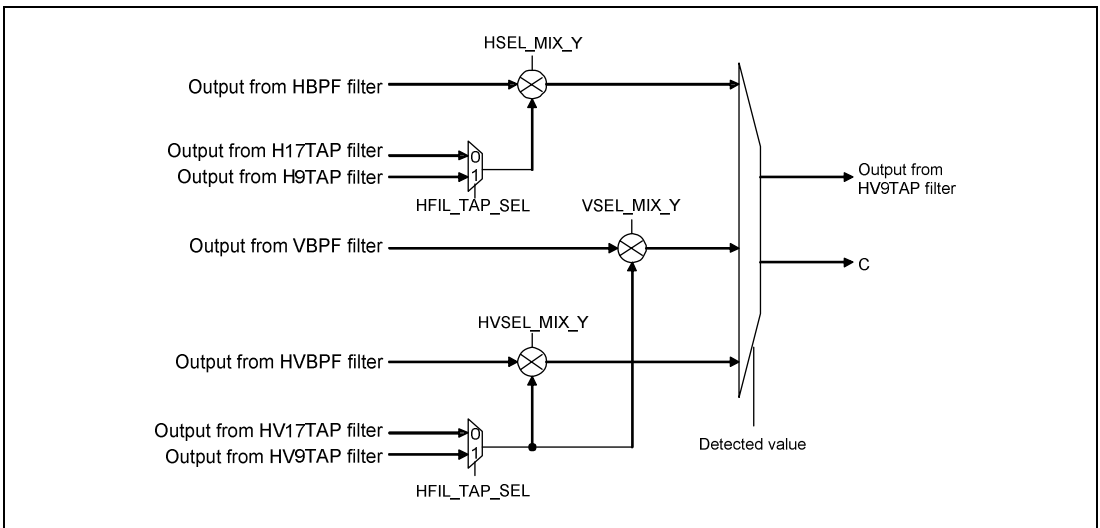 HSEL_MIX_Y
Output from HBPF filter
Output from H17TAP filter
0
Output from H9TAP filter
1
HFIL_TAP_SEL
VSEL_MIX_Y
Output from
HV9TAP filter
Output from VBPF filter
C
HVSEL_MIX_Y
Output from HVBPF filter
Output from HV17TAP filter
0
Output from HV9TAP filter
1
Detected value
HFIL_TAP_SEL